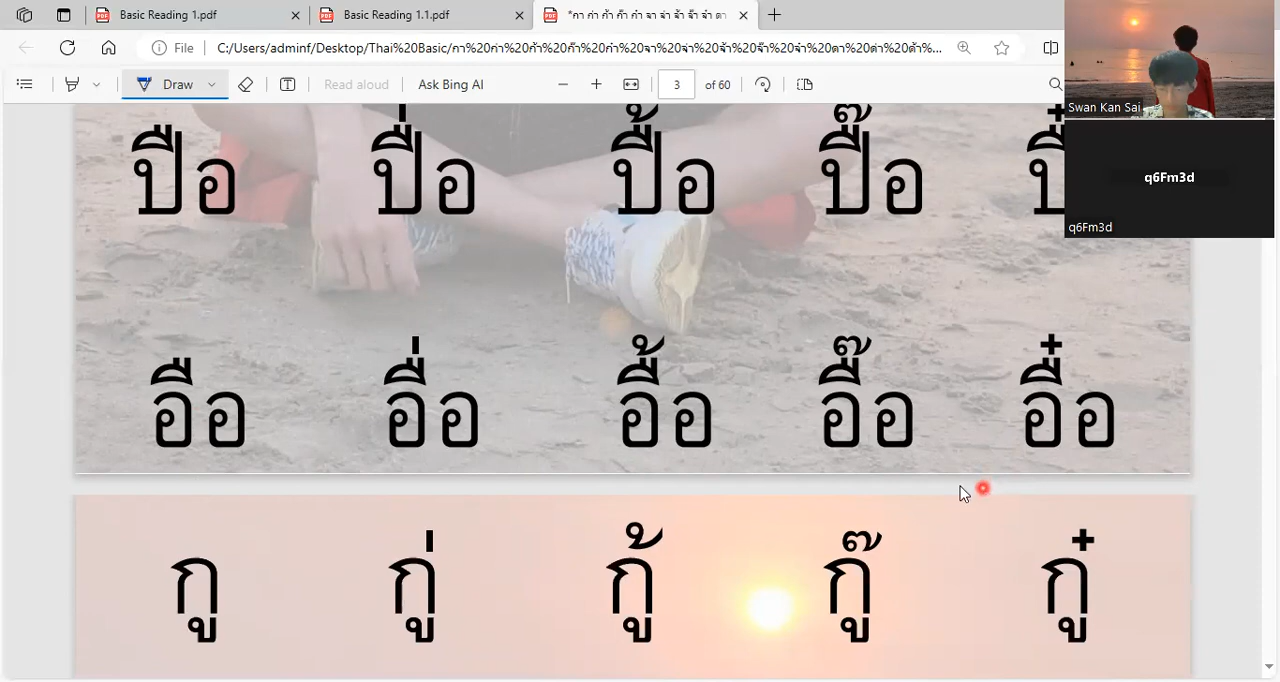 Basic Reading 1.pdf
Basic Reading 1.1.pdf
*กา ก่า ก้า ก๊า ก๋า จา จ่า จ้า จ๊า จ๋า ดา
File
C:/Users/adminf/Desktop/Thai%20Basic/กา%20ก่า%20ก้า%20ก๊า%20ก๋า%20จา%20จ่า%20จ้า%20จ๊า%20จ๋า%20ดา%20ด่า%20ด้า%...
Draw
Read aloud
Ask Bing AI
3 of 60
Swan Kan Sai
q6Fm3d
q6Fm3d
ปือ ปื่อ ปื้อ ปื๊อ
อือ อื่อ อื้อ อื๊อ อื๋อ
กู กู่ กู้ กู๊ กู๋